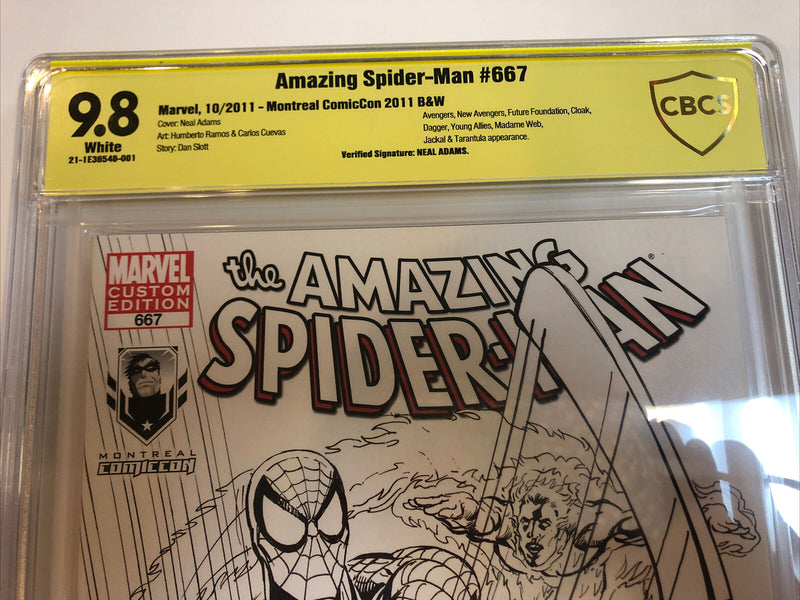 Amazing Spider-Man #667
9.8
White
21-1E36548-001
Marvel, 10/2011 - Montreal ComicCon 2011 B&W
Cover: Neal Adams
Art: Humberto Ramos & Carlos Cuevas
Story: Dan Slott
Avengers, New Avengers, Future Foundation, Cloak,
Dagger, Young Allies, Madame Web,
Jackal & Tarantula appearance.
Verified Signature: NEAL ADAMS.
CBCS
MARVEL
CUSTOM
EDITION
667
the AMAZING
SPIDER-MAN
®
MONTREAL
COMICCON